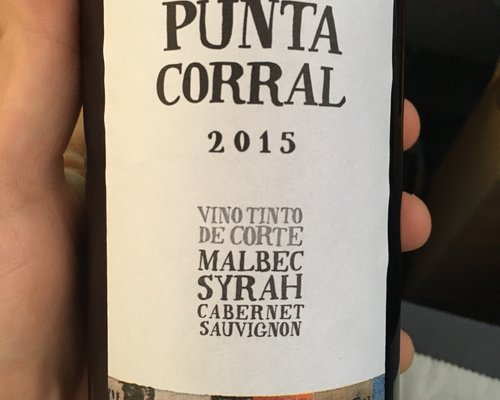 PUNTA
CORRAL
2015
VINO TINTO
DE CORTE
MALBEC
SYRAH
CABERNET
SAUVIGNON